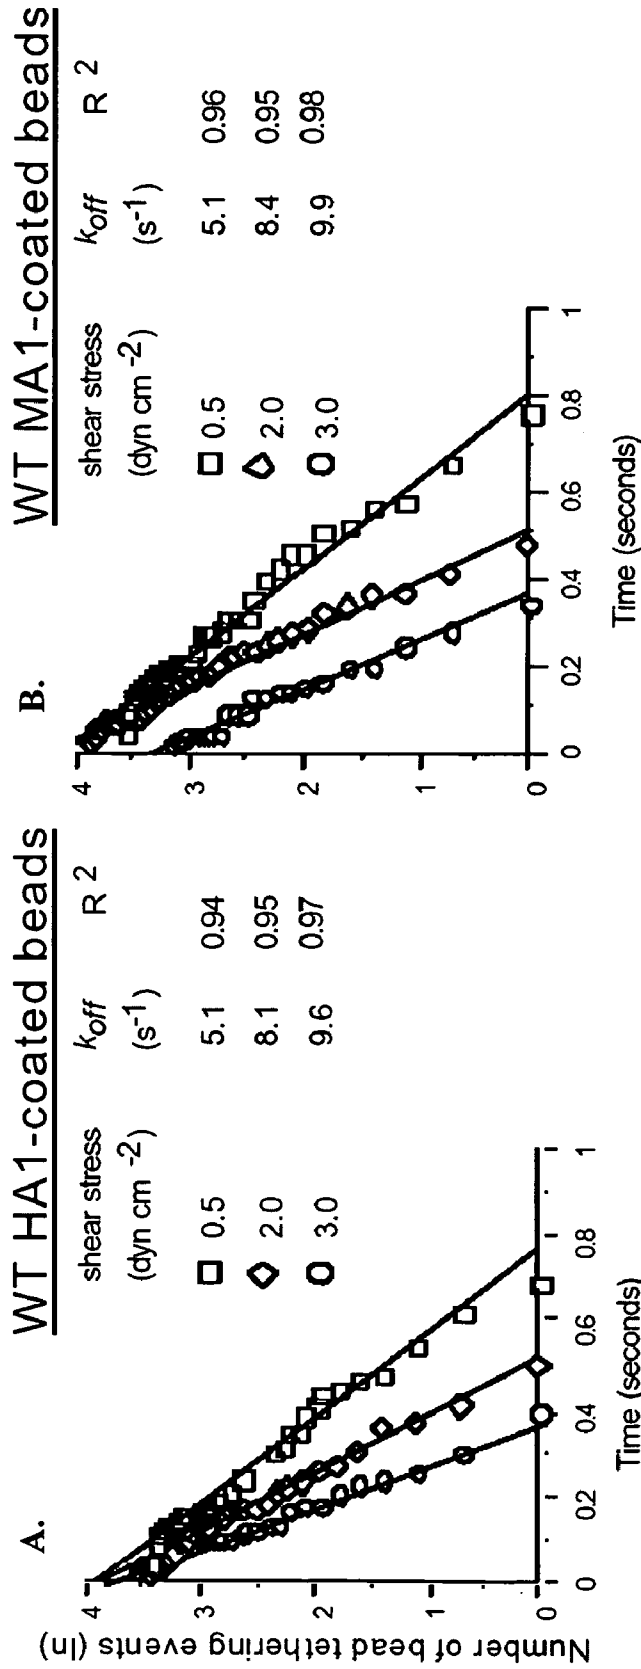 A.
WT HA1-coated beads
shear stress
(dyn cm -2)
koff
(s-1)
R 2
0.5 5.1 0.94
2.0 8.1 0.95
3.0 9.6 0.97
Number of bead tethering events (ln)
4
3
2
1
0
0 0.2 0.4 0.6 0.8 1
Time (seconds)
B.
WT MA1-coated beads
shear stress
(dyn cm -2)
koff
(s-1)
R 2
0.5 5.1 0.96
2.0 8.4 0.95
3.0 9.9 0.98
4
3
2
1
0
0 0.2 0.4 0.6 0.8 1
Time (seconds)